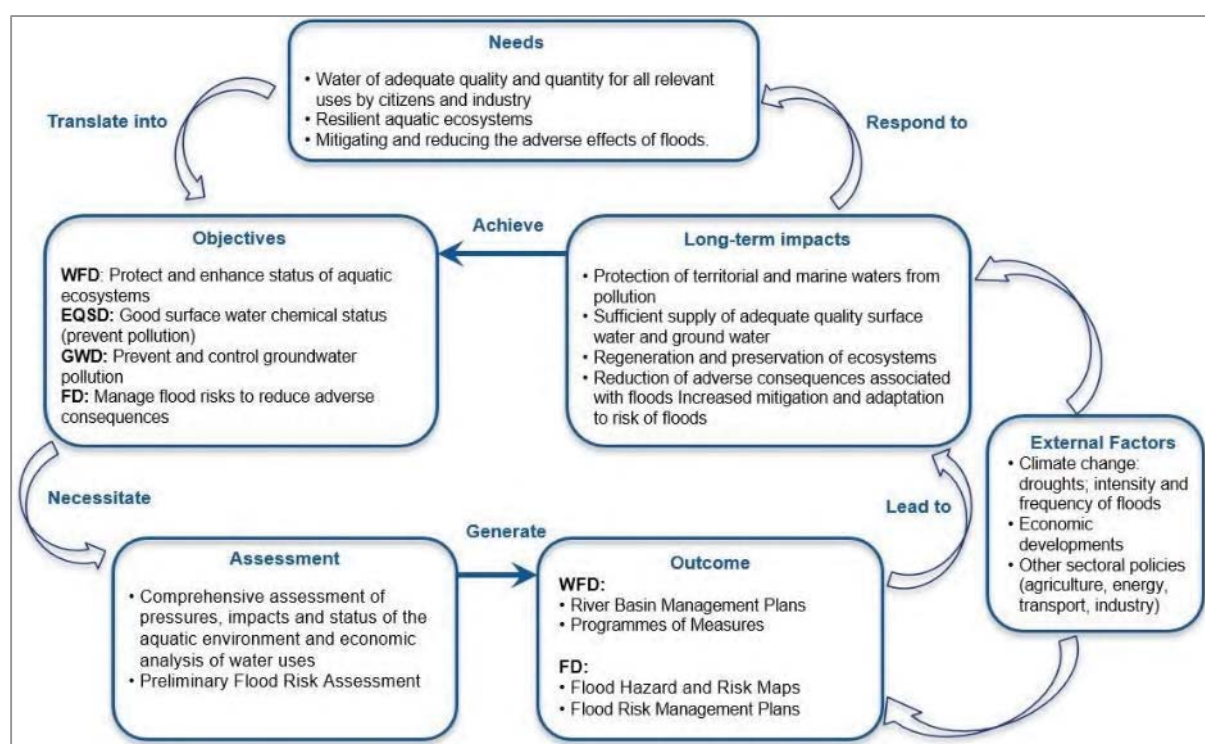 Needs
• Water of adequate quality and quantity for all relevant
uses by citizens and industry
• Resilient aquatic ecosystems
• Mitigating and reducing the adverse effects of floods.
Translate into
Respond to
Objectives
WFD: Protect and enhance status of aquatic
ecosystems
EQSD: Good surface water chemical status
(prevent pollution)
GWD: Prevent and control groundwater
pollution
FD: Manage flood risks to reduce adverse
consequences
Achieve
Long-term impacts
• Protection of territorial and marine waters from
pollution
• Sufficient supply of adequate quality surface
water and ground water
• Regeneration and preservation of ecosystems
• Reduction of adverse consequences associated
with floods Increased mitigation and adaptation
to risk of floods
External Factors
• Climate change:
droughts; intensity and
frequency of floods
• Economic
developments
• Other sectoral policies
(agriculture, energy,
transport, industry)
Necessitate
Lead to
Assessment
• Comprehensive assessment of
pressures, impacts and status of the
aquatic environment and economic
analysis of water uses
• Preliminary Flood Risk Assessment
Generate
Outcome
WFD:
• River Basin Management Plans
• Programmes of Measures
FD:
• Flood Hazard and Risk Maps
• Flood Risk Management Plans